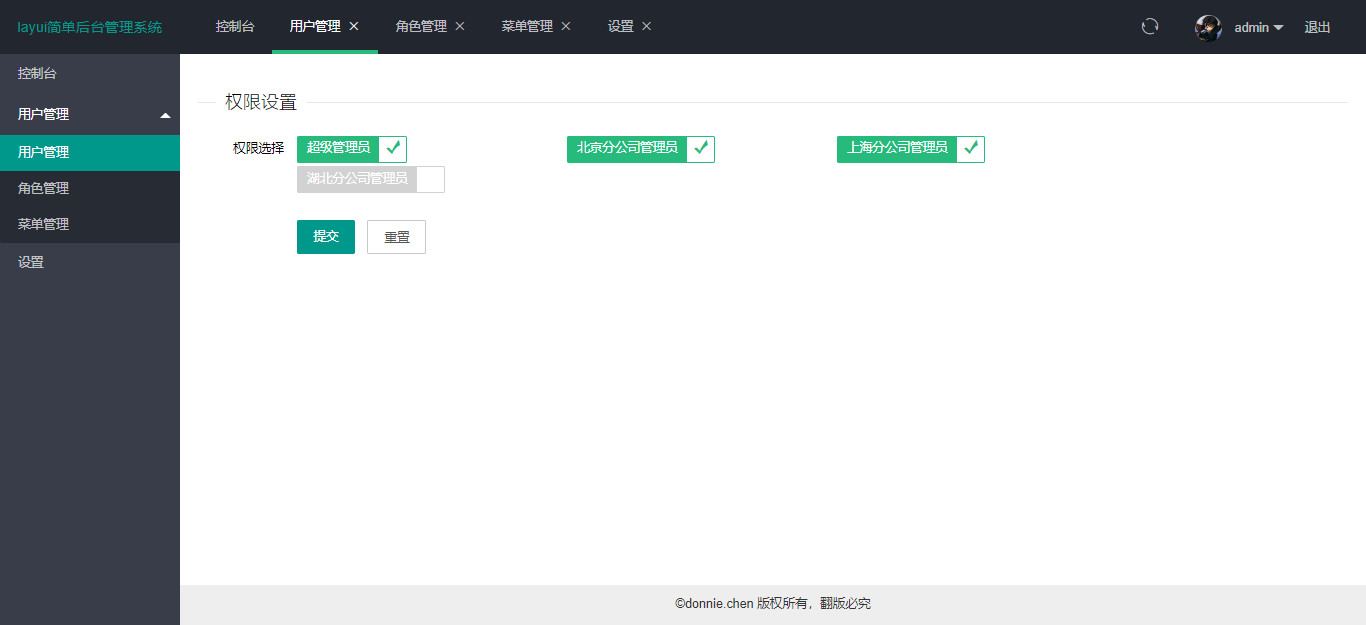 layui简单后台管理系统
控制台 用户管理 角色管理 菜单管理 设置 admin 退出
控制台
用户管理
用户管理
角色管理
菜单管理
设置
权限设置
权限选择 超级管理员 北京分公司管理员 上海分公司管理员
湖北分公司管理员
提交 重置
©donnie.chen 版权所有，翻版必究